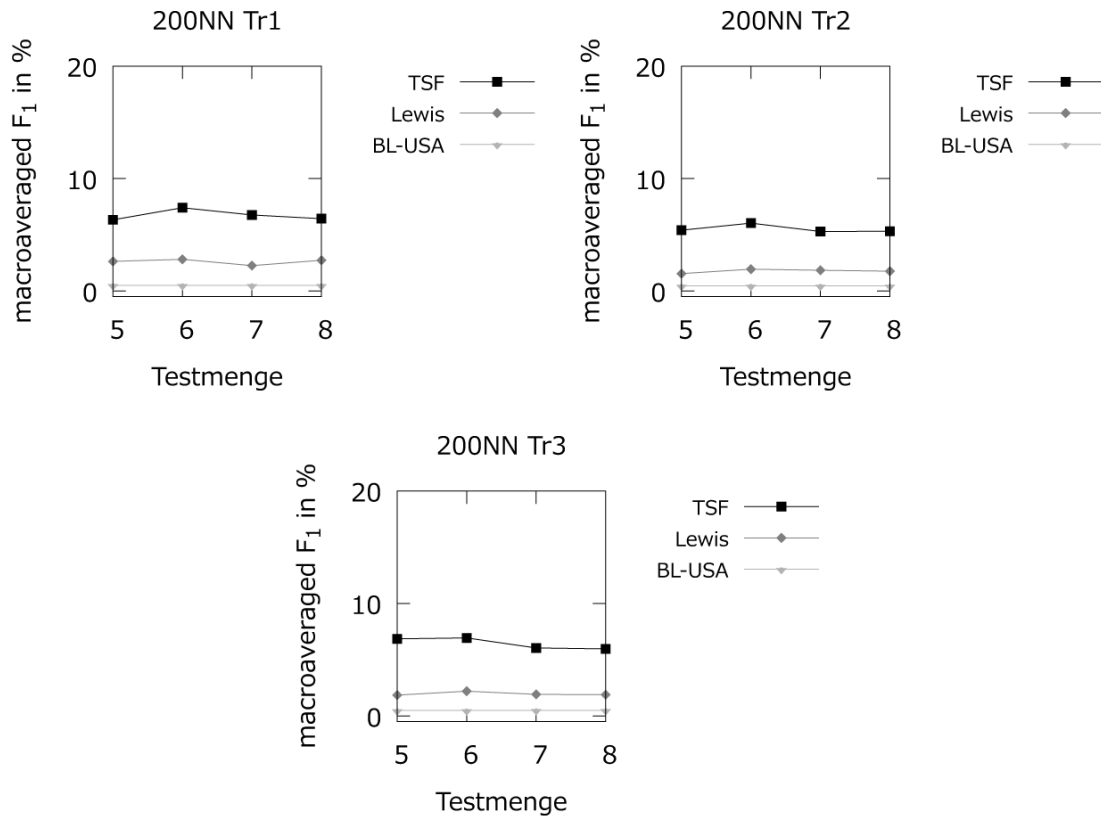 200NN Tr1
macroaveraged F1 in %
20
10
0
5 6 7 8
Testmenge
TSF
Lewis
BL-USA
200NN Tr2
macroaveraged F1 in %
20
10
0
5 6 7 8
Testmenge
TSF
Lewis
BL-USA
200NN Tr3
macroaveraged F1 in %
20
10
0
5 6 7 8
Testmenge
TSF
Lewis
BL-USA